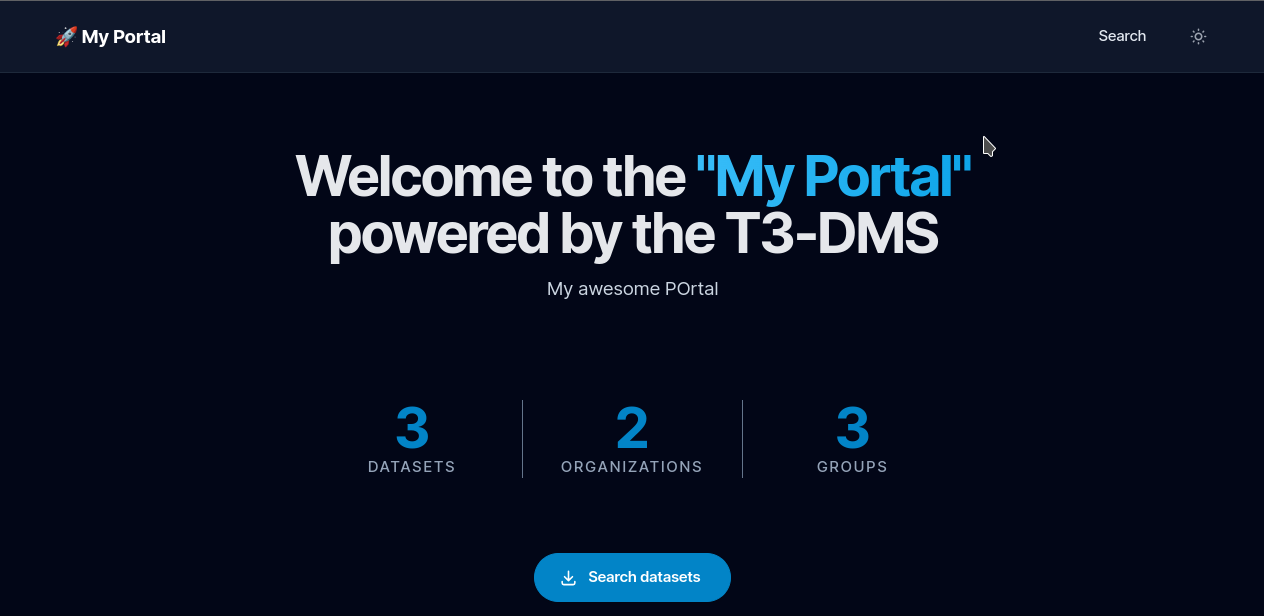 🚀 My Portal
Search
Welcome to the "My Portal"
powered by the T3-DMS
My awesome POrtal
3
DATASETS
2
ORGANIZATIONS
3
GROUPS
Search datasets